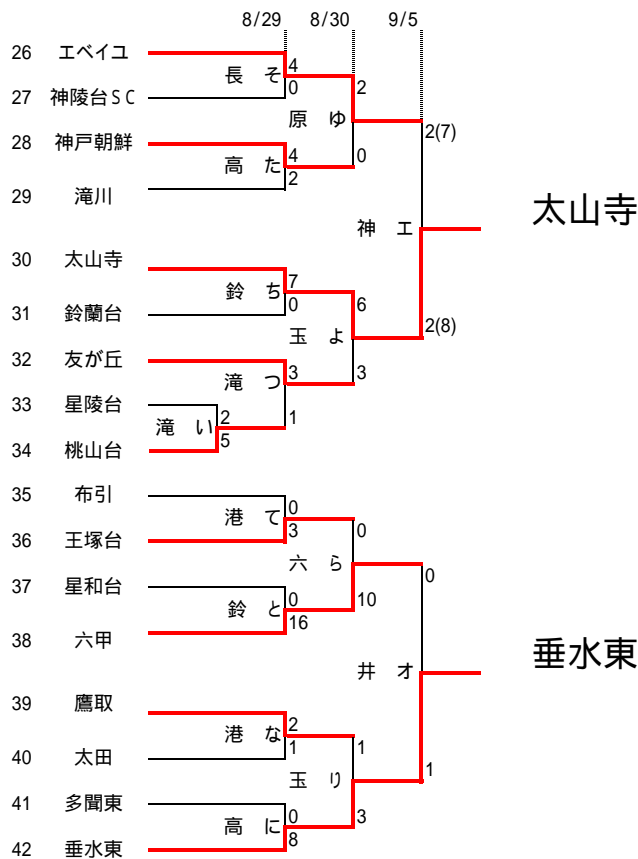 8/29 8/30 9/5
26 エベイユ
4
長 そ
0
2
27 神陵台SC
原 ゆ
2(7)
28 神戸朝鮮
4
0
高 た
2
29 滝川
神 エ
太山寺
30 太山寺
7
鈴 ち
0
6
31 鈴蘭台
玉 よ
2(8)
32 友が丘
3
3
滝 つ
33 星陵台
2
1
滝 い
5
34 桃山台
35 布引
0
港 て
3
0
36 王塚台
六 ら
0
37 星和台
0
10
鈴 と
16
38 六甲
井 オ
垂水東
39 鷹取
2
港 な
1
1
40 太田
玉 り
1
41 多聞東
0
3
高 に
8
42 垂水東